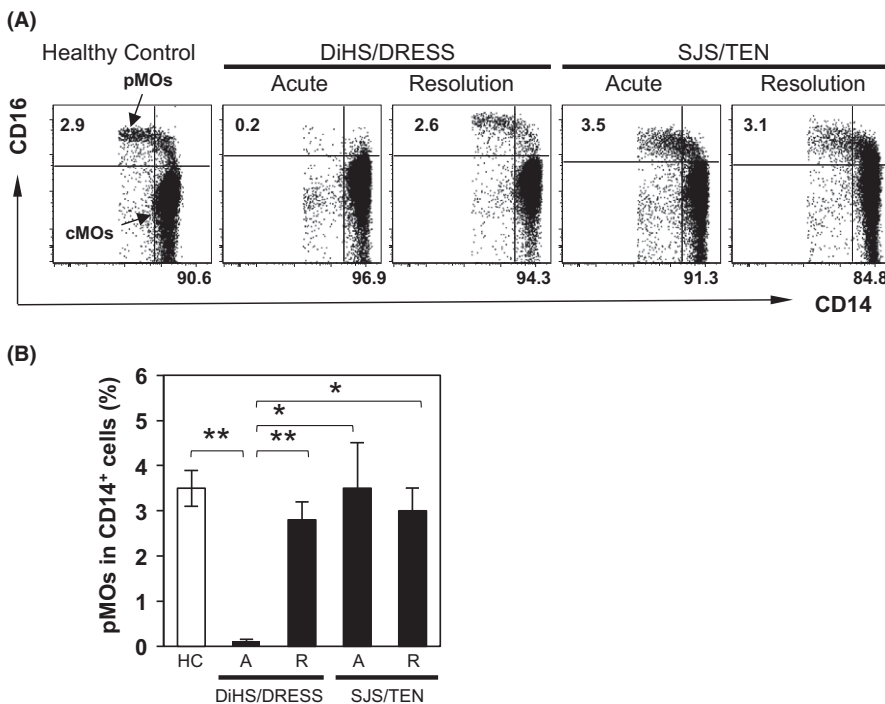 (A)
Healthy Control
DiHS/DRESS
SJS/TEN
Acute
Resolution
Acute
Resolution
pMOs
2.9
0.2
2.6
3.5
3.1
CD16
cMOs
90.6
96.9
94.3
91.3
84.8
CD14
(B)
pMOs in CD14+ cells (%)
6
5
4
3
2
1
0
*
*
** **
HC A R A R
DiHS/DRESS SJS/TEN